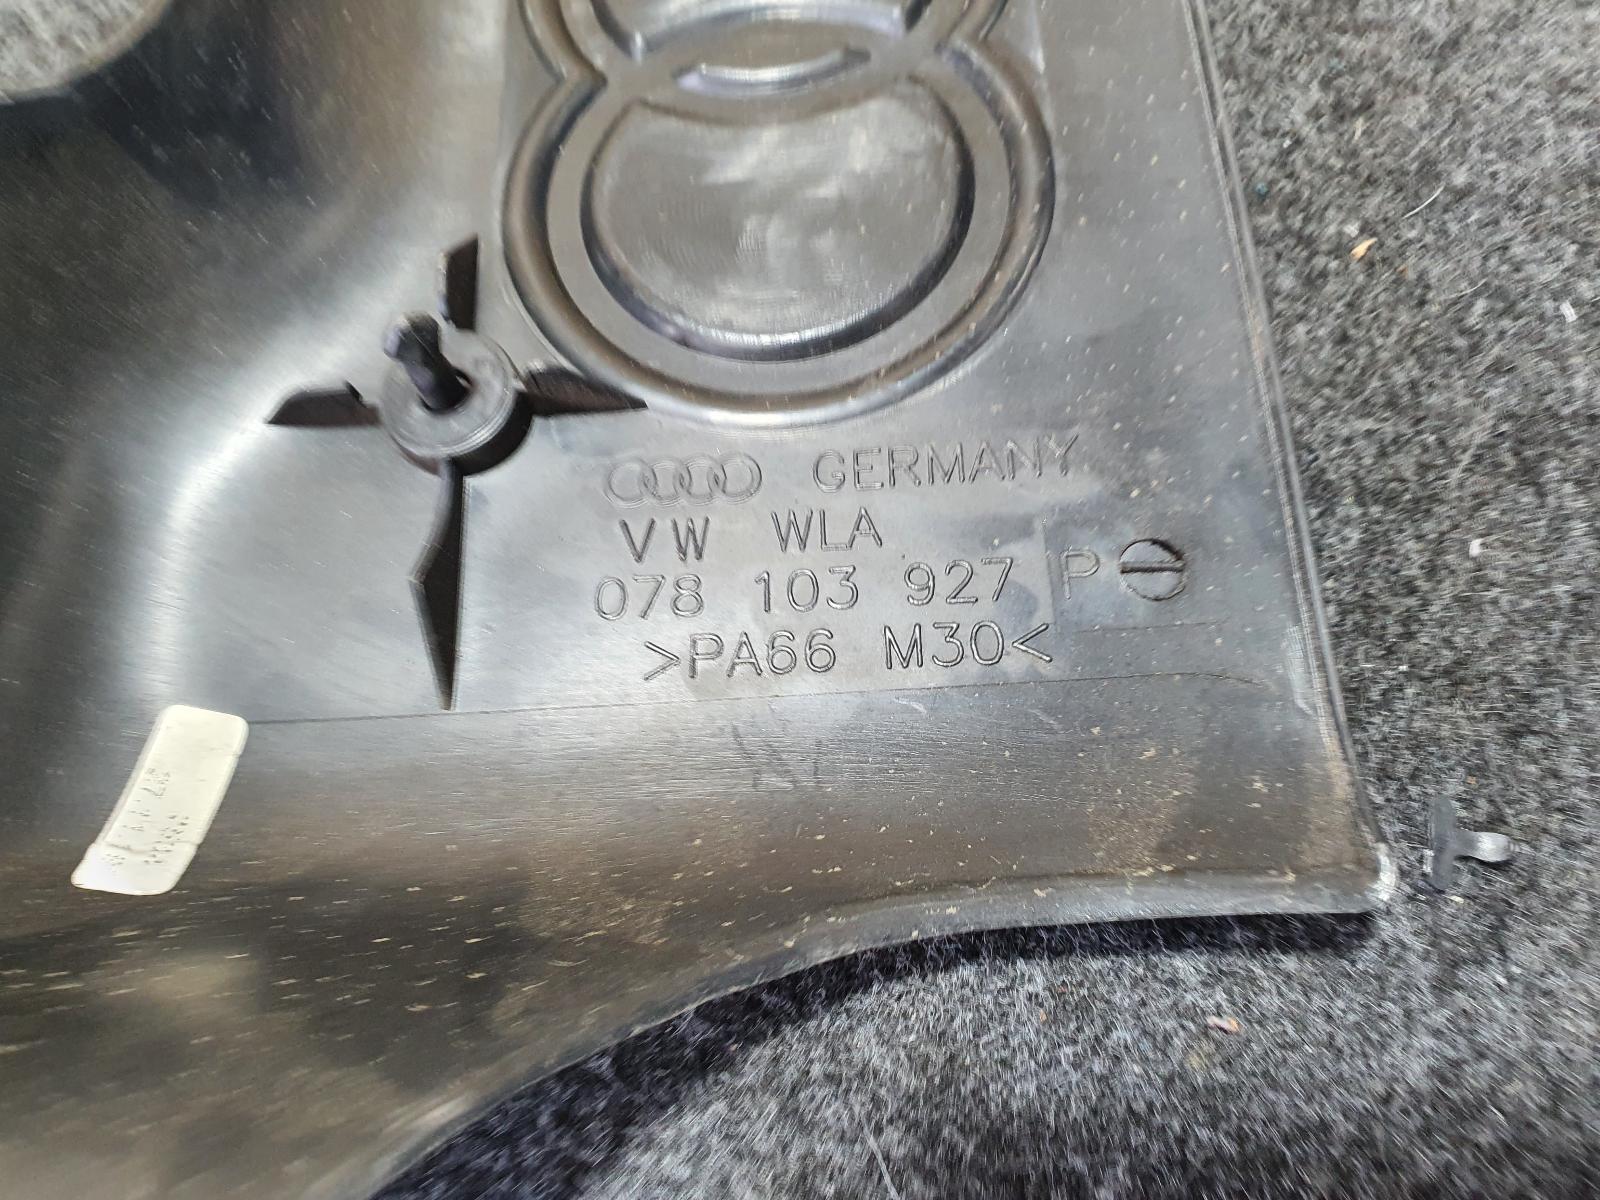 GERMANY
VW WLA
078 103 927 P
>PA66 M30<